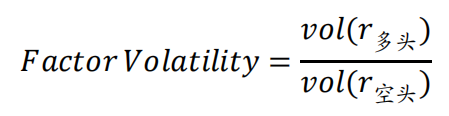 Factor Volatility = vol(r多头) / vol(r空头)